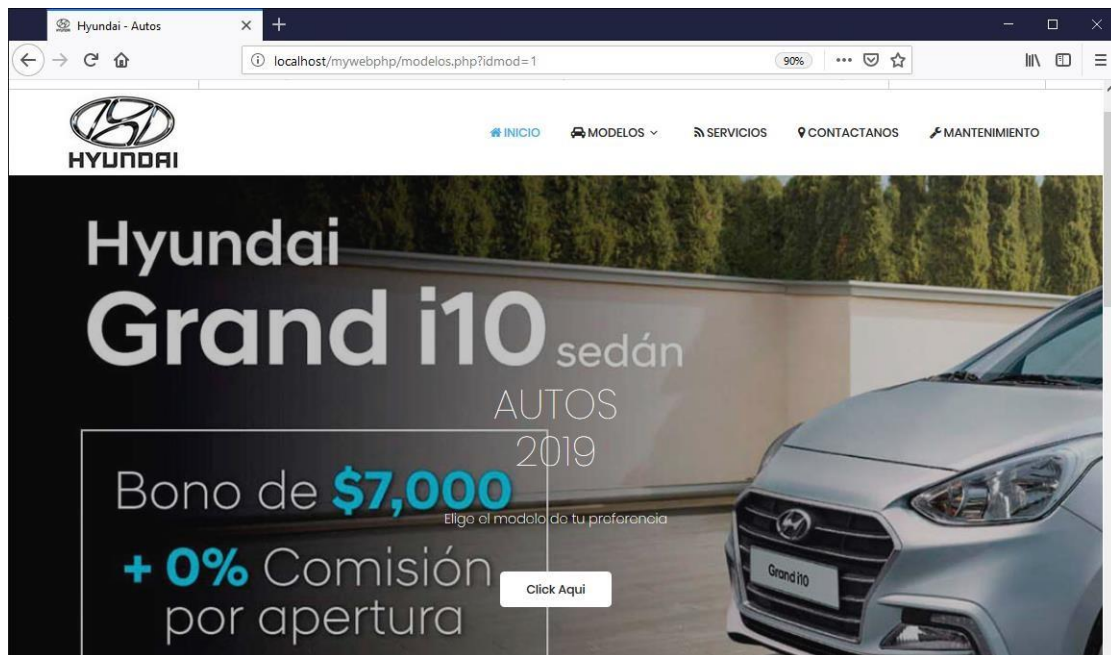 Hyundai - Autos
localhost/mywebphp/modelos.php?idmod=1
90%
HYUNDAI
INICIO
MODELOS
SERVICIOS
CONTACTANOS
MANTENIMIENTO
Hyundai
Grand i10 sedán
AUTOS
2019
Bono de $7,000
Elige el modelo de tu preferencia
+ 0% Comisión
por apertura
Click Aqui
Grand i10